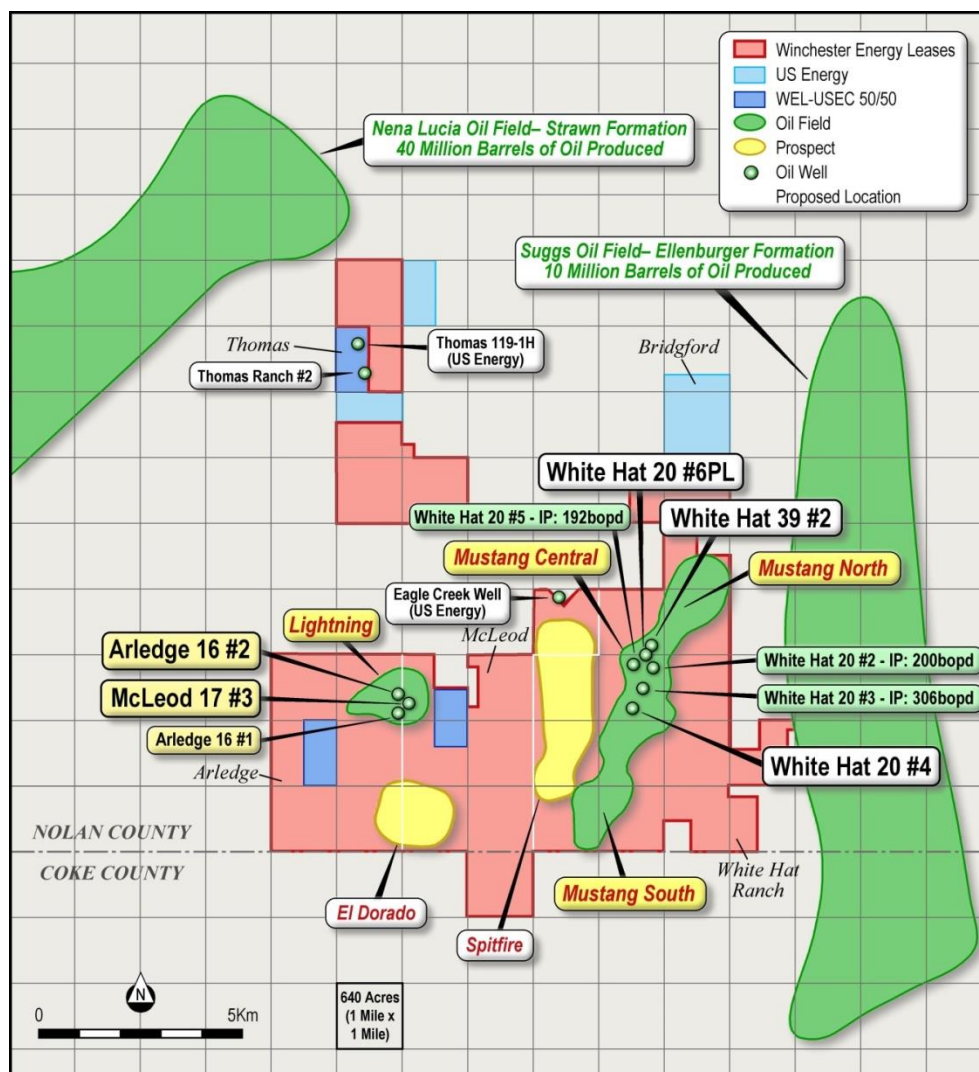 Winchester Energy Leases
US Energy
WEL-USEC 50/50
Oil Field
Prospect
Oil Well
Proposed Location
Nena Lucia Oil Field– Strawn Formation
40 Million Barrels of Oil Produced
Suggs Oil Field– Ellenburger Formation
10 Million Barrels of Oil Produced
Thomas
Thomas 119-1H
(US Energy)
Thomas Ranch #2
Bridgford
White Hat 20 #6PL
White Hat 20 #5 - IP: 192bopd
White Hat 39 #2
Mustang Central
Mustang North
Eagle Creek Well
(US Energy)
McLeod
Lightning
Arledge 16 #2
McLeod 17 #3
Arledge 16 #1
Arledge
White Hat 20 #2 - IP: 200bopd
White Hat 20 #3 - IP: 306bopd
White Hat 20 #4
NOLAN COUNTY
COKE COUNTY
White Hat
Ranch
Mustang South
El Dorado
Spitfire
N
0
5Km
640 Acres
(1 Mile x
1 Mile)